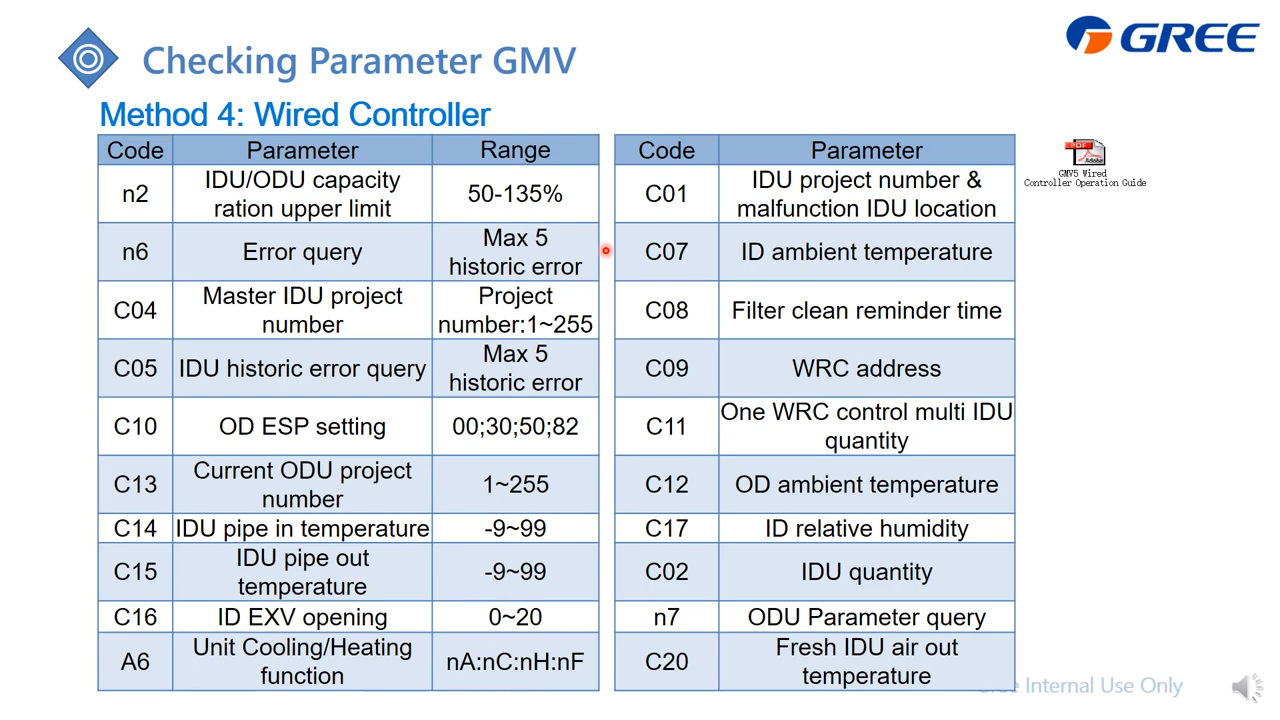 Checking Parameter GMV
GREE
Method 4: Wired Controller
Code Parameter Range
n2 IDU/ODU capacity ration upper limit 50-135%
n6 Error query Max 5 historic error
C04 Master IDU project number Project number:1~255
C05 IDU historic error query Max 5 historic error
C10 OD ESP setting 00;30;50;82
C13 Current ODU project number 1~255
C14 IDU pipe in temperature -9~99
C15 IDU pipe out temperature -9~99
C16 ID EXV opening 0~20
A6 Unit Cooling/Heating function nA:nC:nH:nF
Code Parameter
C01 IDU project number & malfunction IDU location
C07 ID ambient temperature
C08 Filter clean reminder time
C09 WRC address
C11 One WRC control multi IDU quantity
C12 OD ambient temperature
C17 ID relative humidity
C02 IDU quantity
n7 ODU Parameter query
C20 Fresh IDU air out temperature
PDF
Adobe
GMV5 Wired
Controller Operation Guide
Gree Internal Use Only